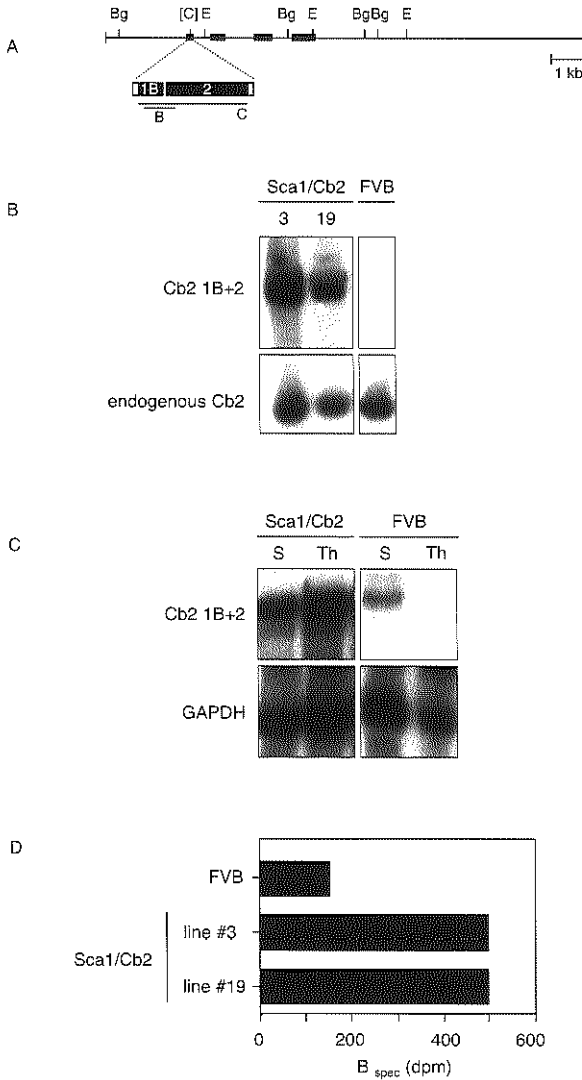 Bg [C] E Bg E Bg Bg E
A
1 kb
1B 2
B C
Sca1/Cb2 FVB
B
3 19
Cb2 1B+2
endogenous Cb2
Sca1/Cb2 FVB
C
S Th S Th
Cb2 1B+2
GAPDH
D
FVB
line #3
Sca1/Cb2
line #19
0 200 400 600
B spec (dpm)